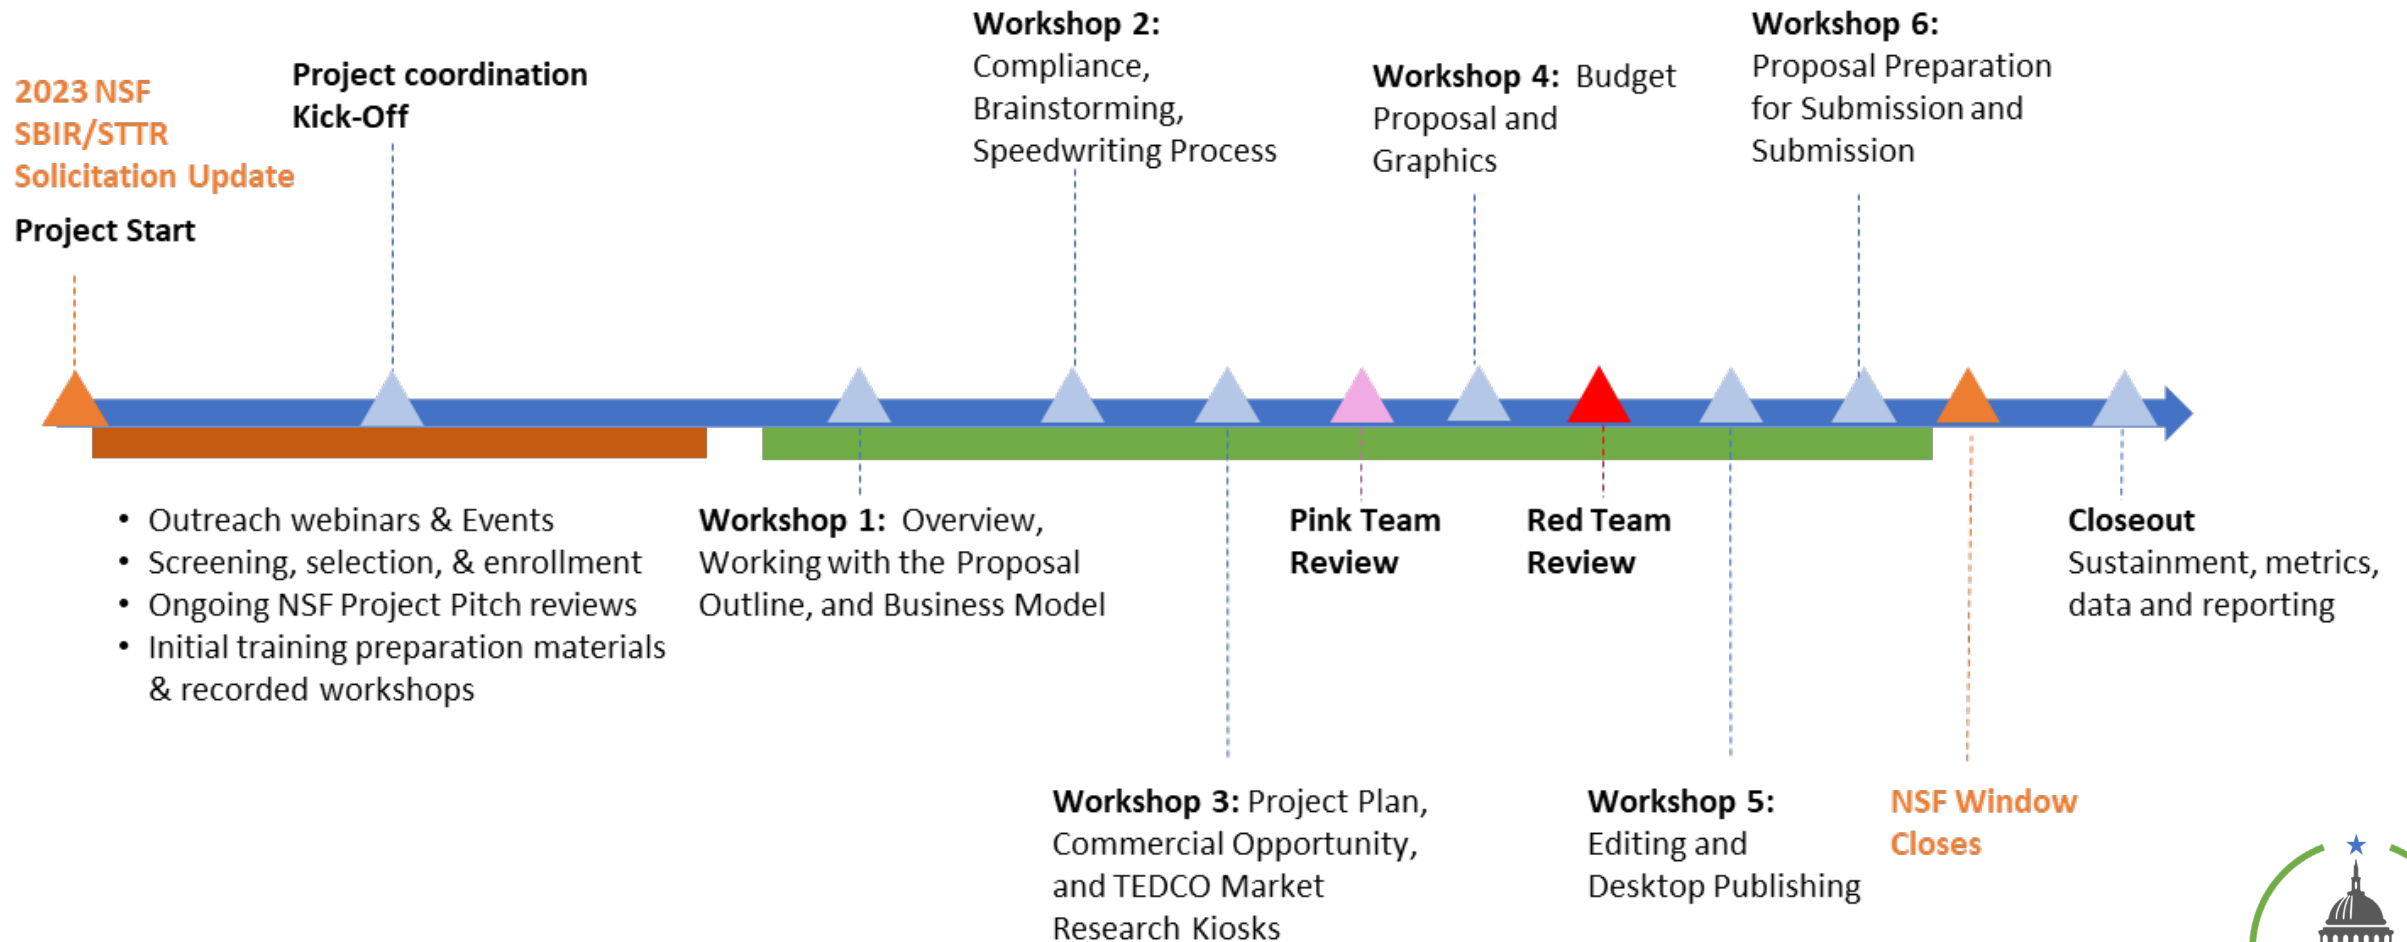 2023 NSF
SBIR/STTR
Solicitation Update
Project Start
Project coordination
Kick-Off
Workshop 2:
Compliance,
Brainstorming,
Speedwriting Process
Workshop 4: Budget
Proposal and
Graphics
Workshop 6:
Proposal Preparation
for Submission and
Submission
• Outreach webinars & Events
• Screening, selection, & enrollment
• Ongoing NSF Project Pitch reviews
• Initial training preparation materials
& recorded workshops
Workshop 1: Overview,
Working with the Proposal
Outline, and Business Model
Pink Team
Review
Red Team
Review
Closeout
Sustainment, metrics,
data and reporting
Workshop 3: Project Plan,
Commercial Opportunity,
and TEDCO Market
Research Kiosks
Workshop 5:
Editing and
Desktop Publishing
NSF Window
Closes